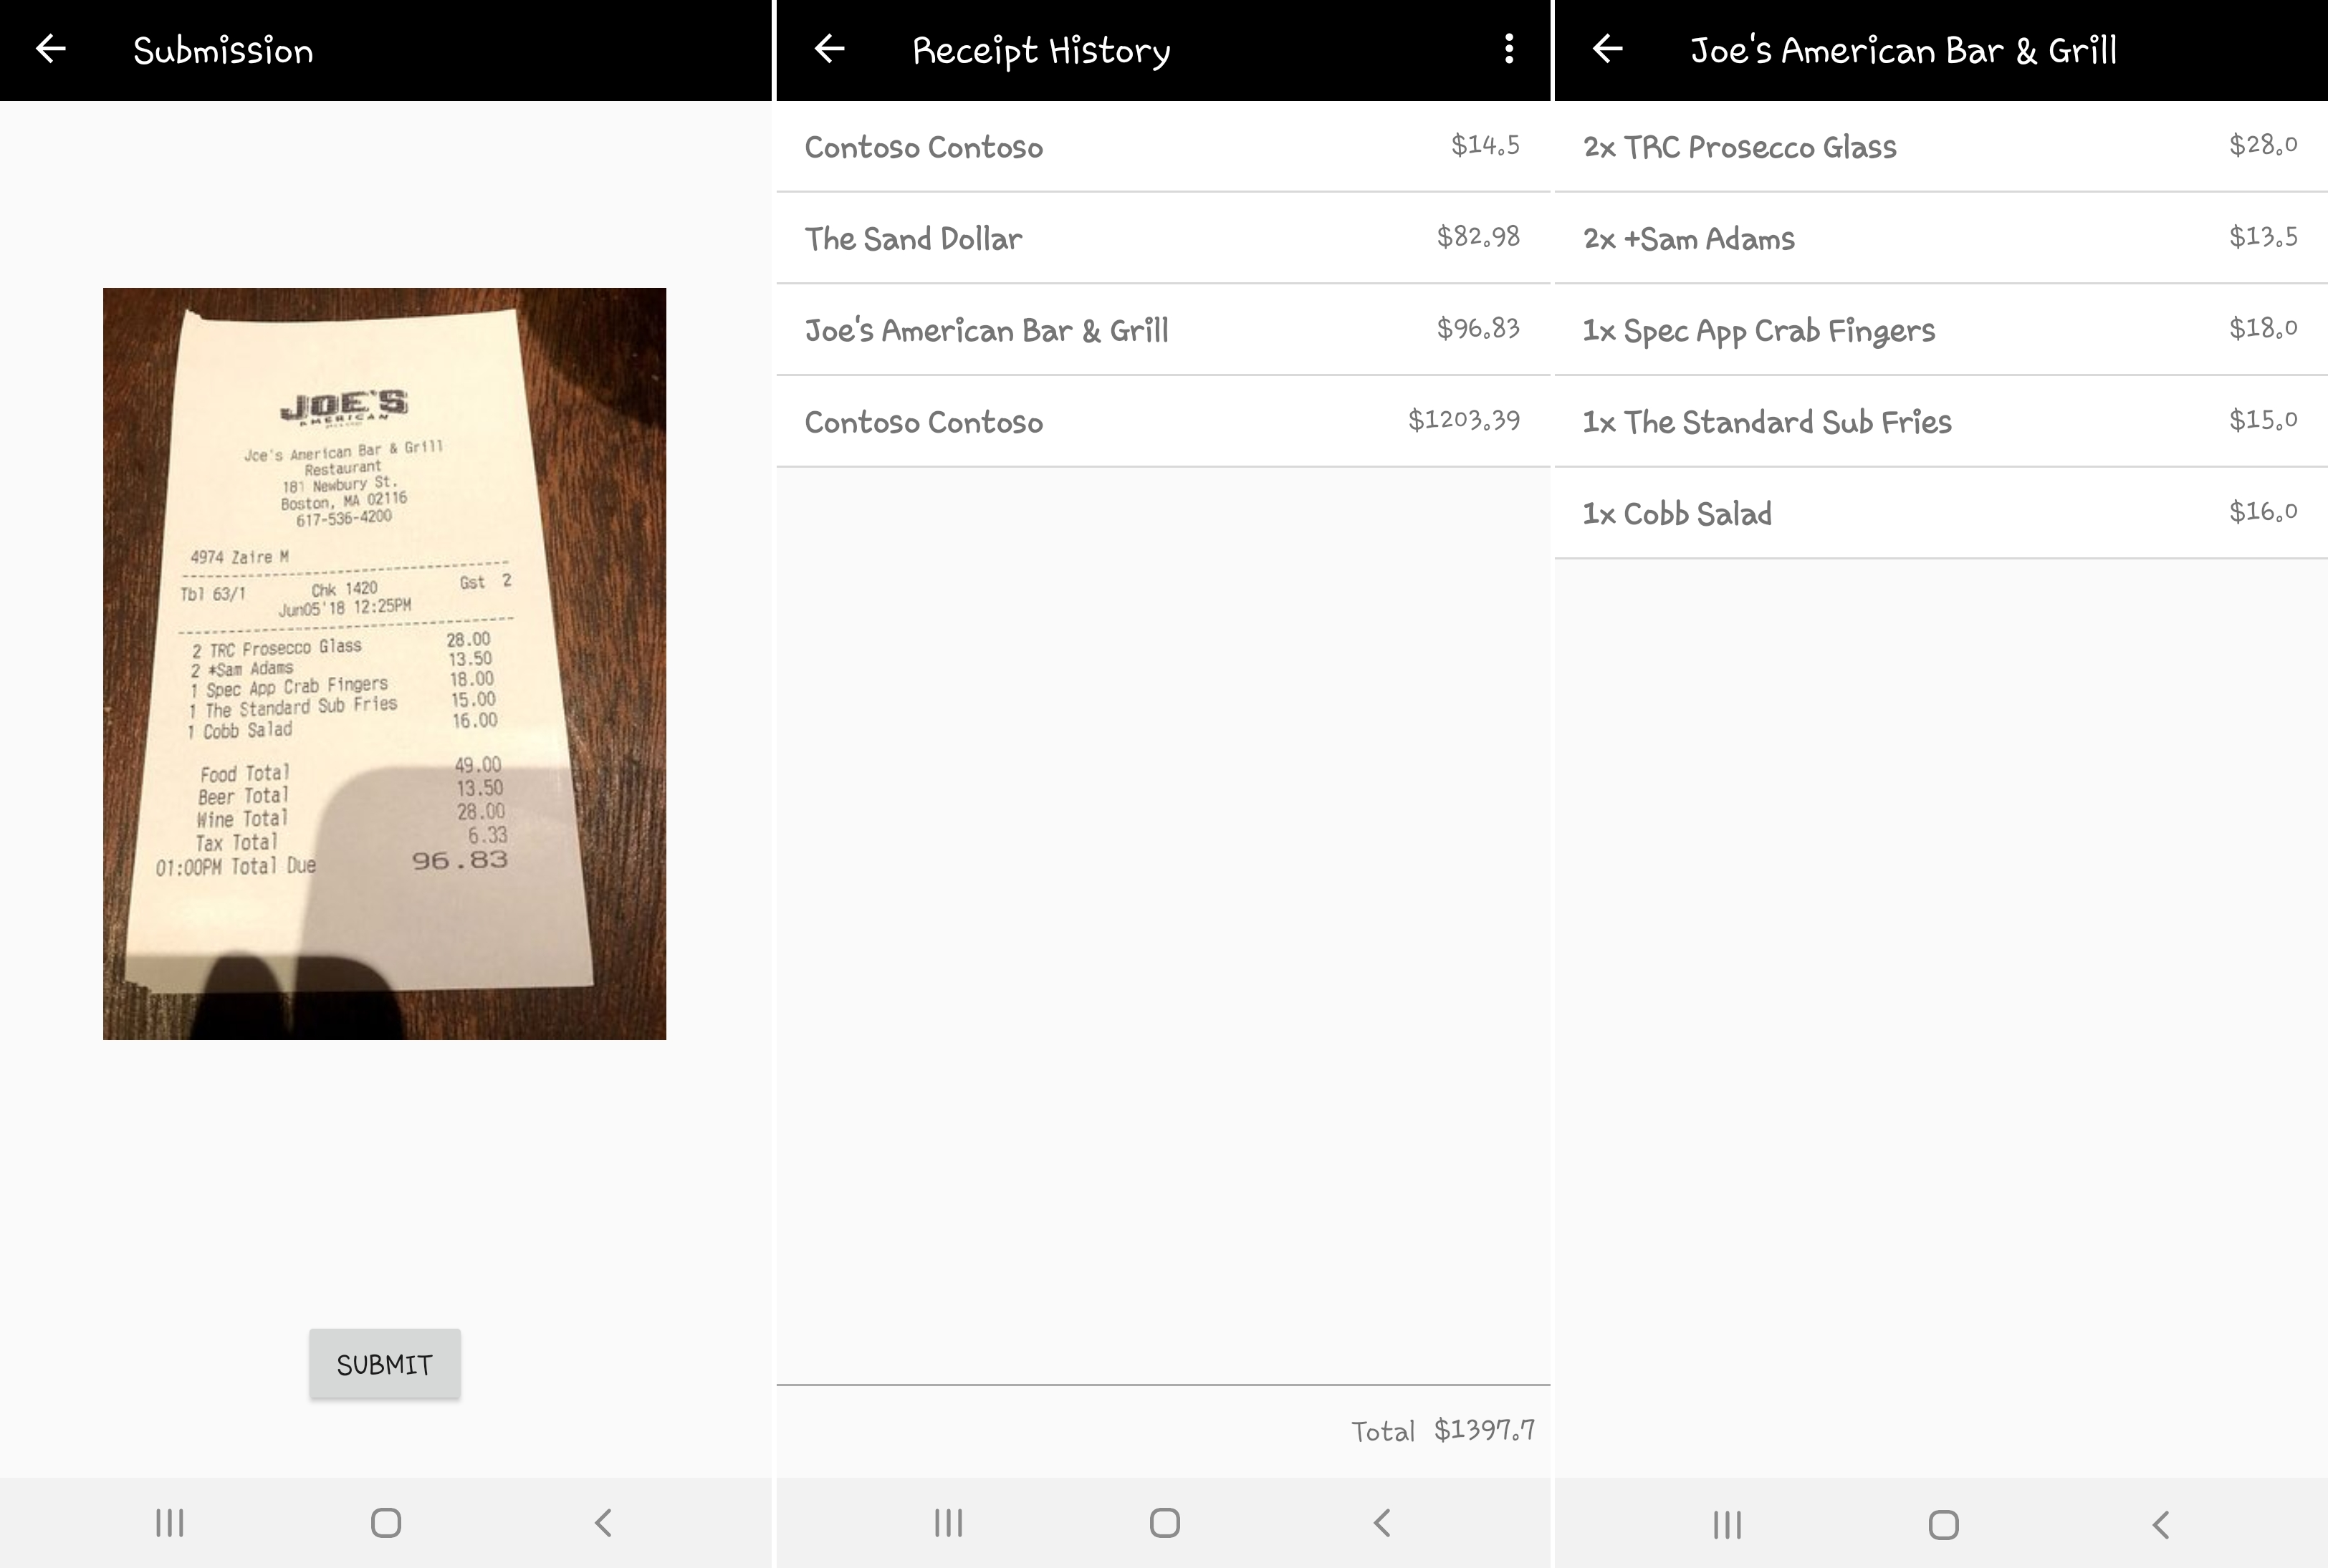 Submission
JOE'S
AMERICAN
Joe's American Bar & Grill
Restaurant
181 Newbury St.
Boston, MA 02116
617-536-4200
4974 Zaire M
Tbl 63/1 Chk 1420 Gst 2
Jun05'18 12:25PM
2 TRC Prosecco Glass 28.00
2 *Sam Adams 13.50
1 Spec App Crab Fingers 18.00
1 The Standard Sub Fries 15.00
1 Cobb Salad 16.00
Food Total 49.00
Beer Total 13.50
Wine Total 28.00
Tax Total 6.33
01:00PM Total Due 96.83
SUBMIT
Receipt History
Contoso Contoso $14.5
The Sand Dollar $82.98
Joe's American Bar & Grill $96.83
Contoso Contoso $1203.39
Total $1397.7
Joe's American Bar & Grill
2x TRC Prosecco Glass $28.0
2x +Sam Adams $13.5
1x Spec App Crab Fingers $18.0
1x The Standard Sub Fries $15.0
1x Cobb Salad $16.0